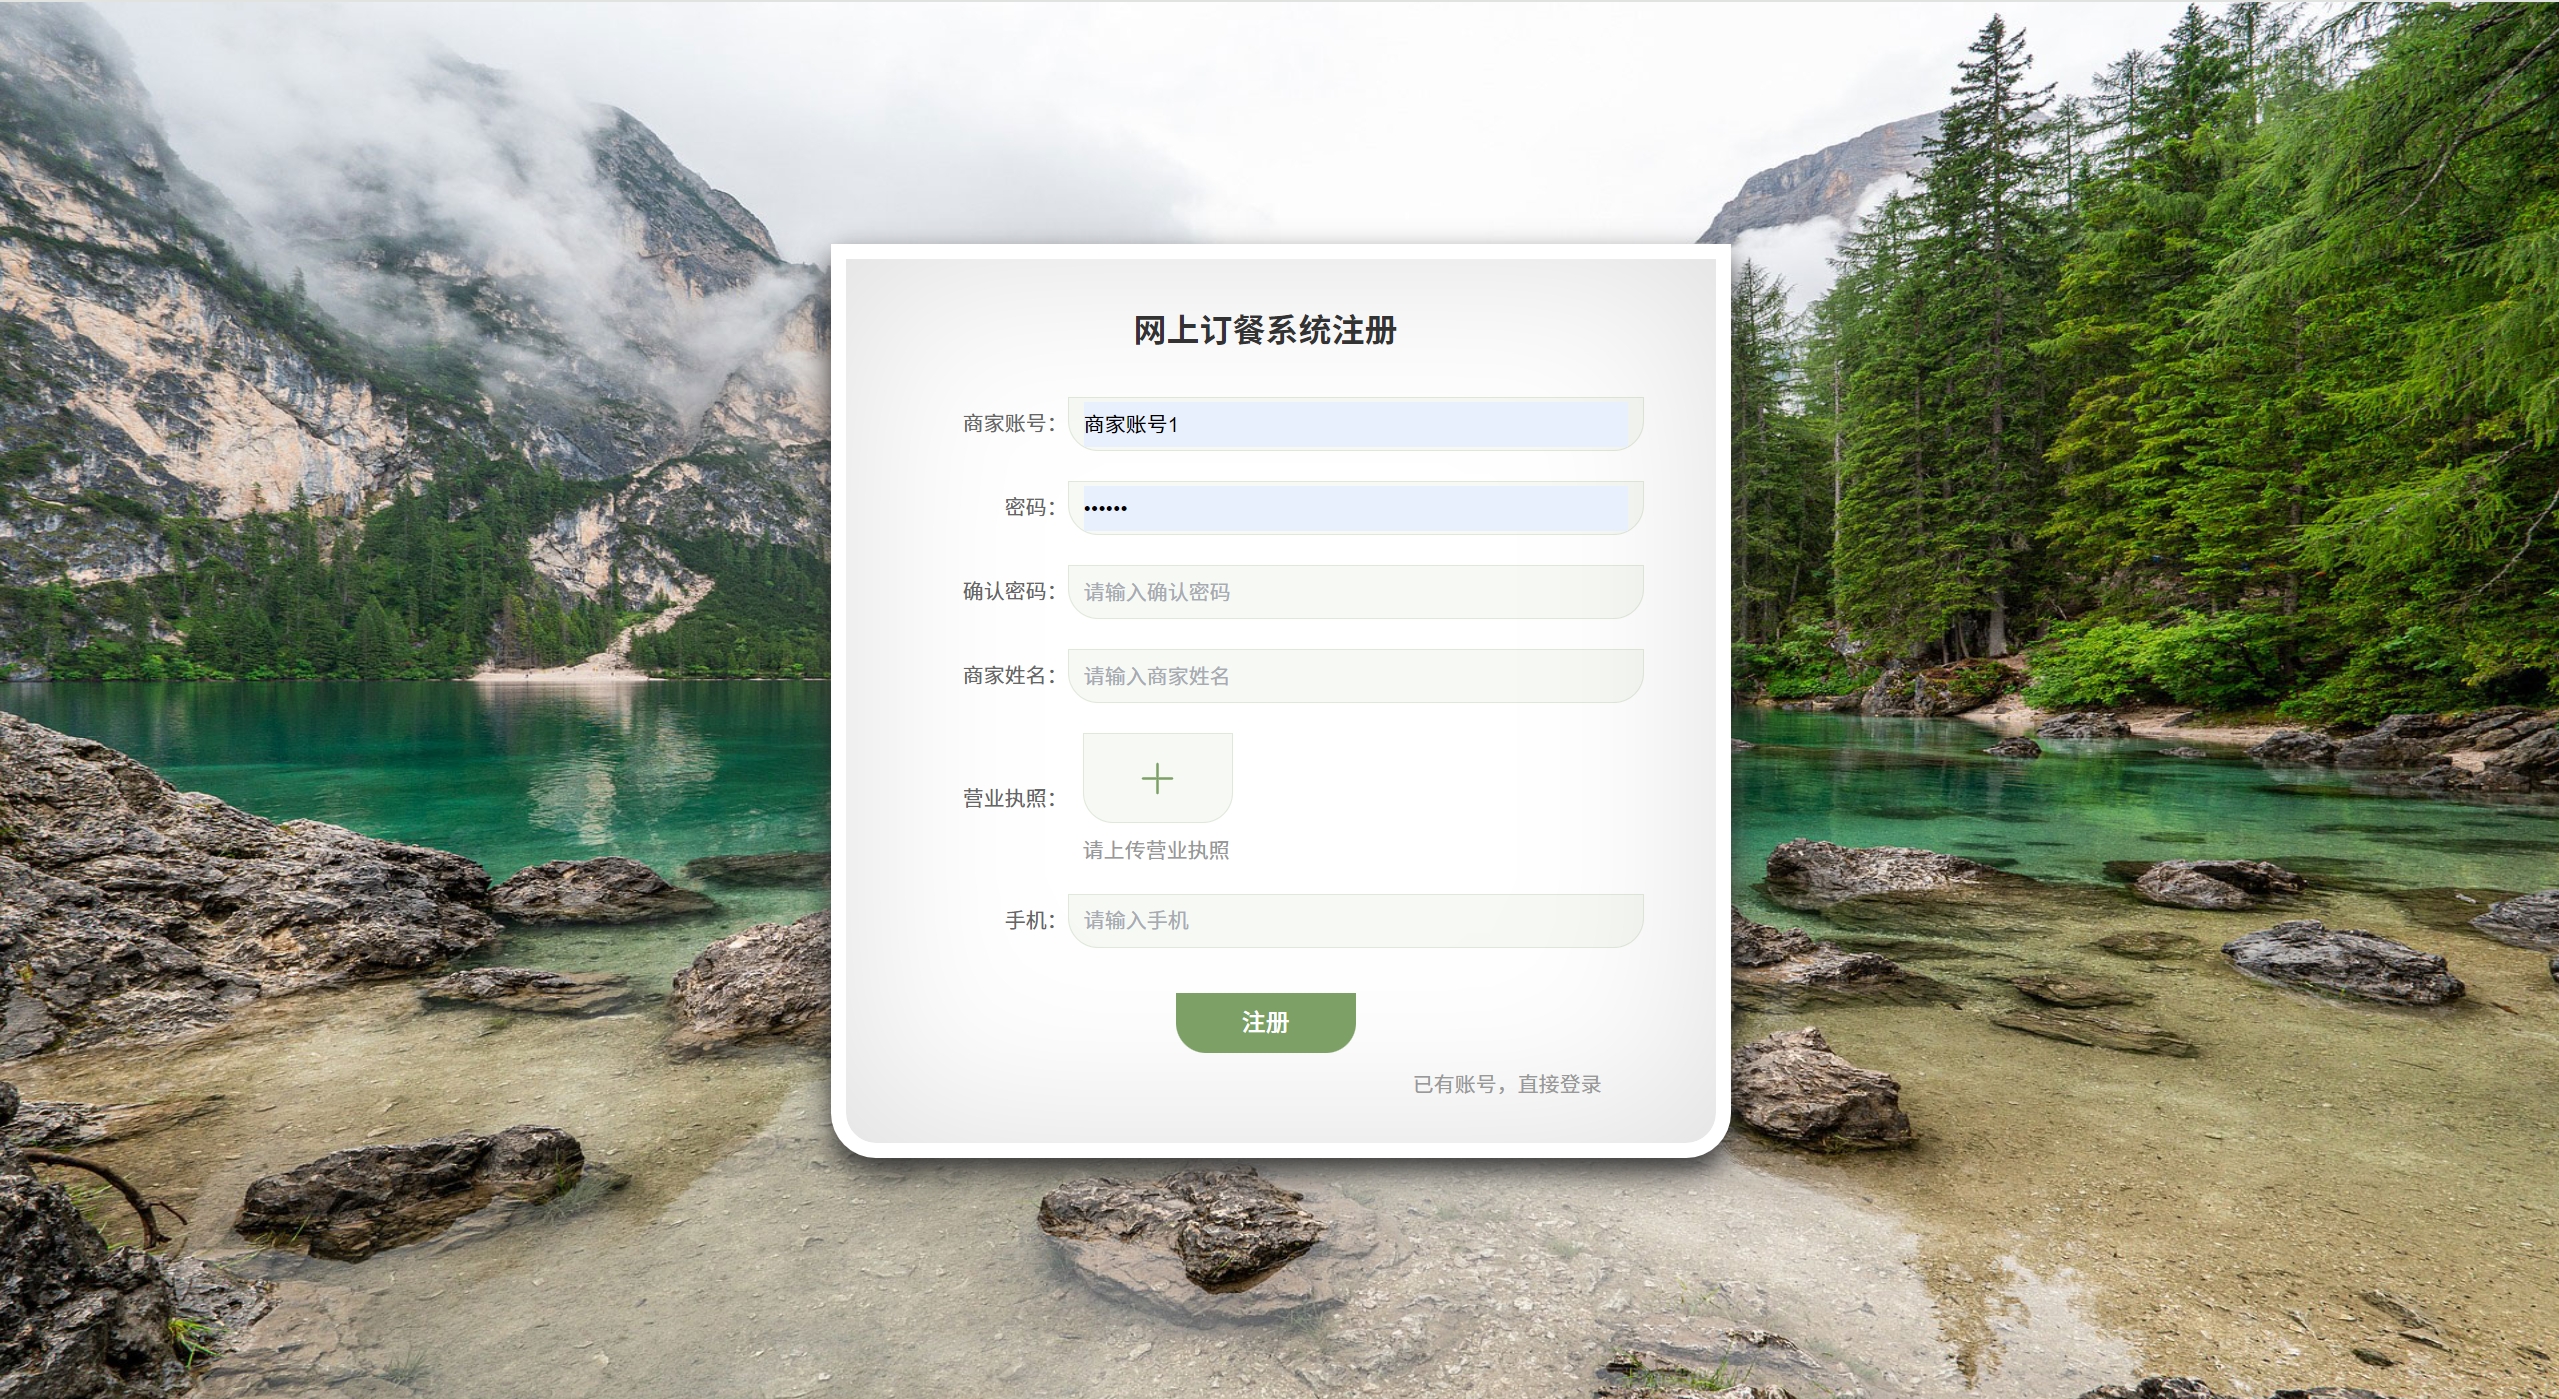 网上订餐系统注册
商家账号： 商家账号1
密码： ••••••
确认密码： 请输入确认密码
商家姓名： 请输入商家姓名
营业执照：
请上传营业执照
手机： 请输入手机
注册
已有账号，直接登录